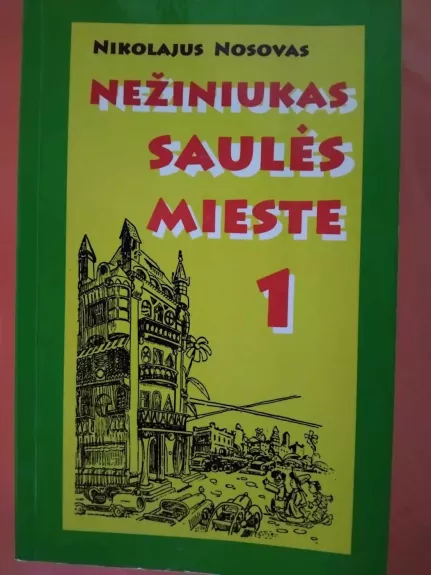 NIKOLAJUS NOSOVAS
NEŽINIUKAS
SAULĖS
MIESTE
1